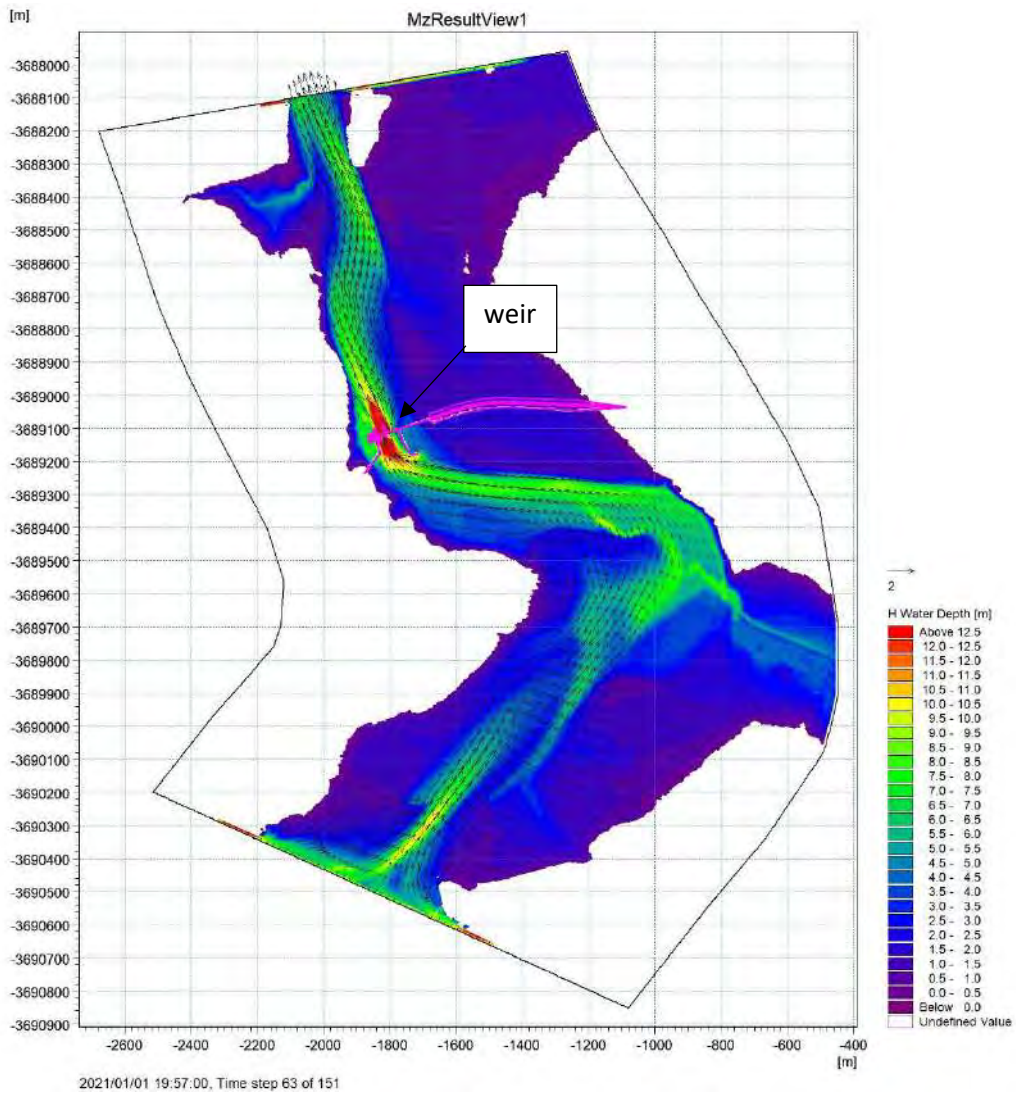 [m]
MzResultView1
-3688000
-3688100
-3688200
-3688300
-3688400
-3688500
-3688600
-3688700
-3688800
-3688900
-3689000
-3689100
-3689200
-3689300
-3689400
-3689500
-3689600
-3689700
-3689800
-3689900
-3690000
-3690100
-3690200
-3690300
-3690400
-3690500
-3690600
-3690700
-3690800
-3690900
weir
2
H Water Depth [m]
Above 12.5
12.0 - 12.5
11.5 - 12.0
11.0 - 11.5
10.5 - 11.0
10.0 - 10.5
9.5 - 10.0
9.0 - 9.5
8.5 - 9.0
8.0 - 8.5
7.5 - 8.0
7.0 - 7.5
6.5 - 7.0
6.0 - 6.5
5.5 - 6.0
5.0 - 5.5
4.5 - 5.0
4.0 - 4.5
3.5 - 4.0
3.0 - 3.5
2.5 - 3.0
2.0 - 2.5
1.5 - 2.0
1.0 - 1.5
0.5 - 1.0
0.0 - 0.5
Below 0.0
Undefined Value
-2600 -2400 -2200 -2000 -1800 -1600 -1400 -1200 -1000 -800 -600 -400
[m]
2021/01/01 19:57:00, Time step 63 of 151